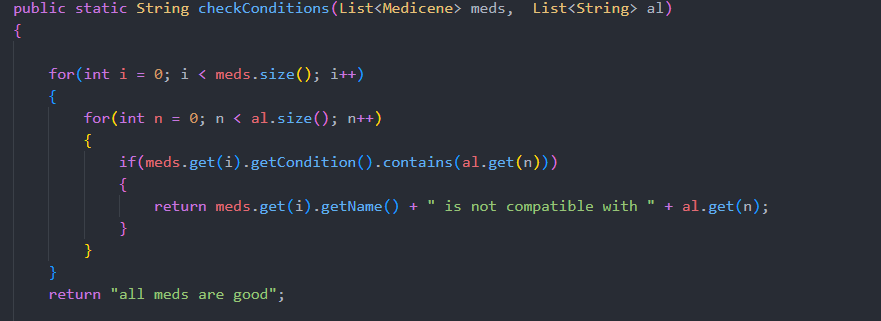 public static String checkConditions(List<Medicene> meds,  List<String> al)
{
for(int i = 0; i < meds.size(); i++)
{
for(int n = 0; n < al.size(); n++)
{
if(meds.get(i).getCondition().contains(al.get(n)))
{
return meds.get(i).getName() + " is not compatible with " + al.get(n);
}
}
}
return "all meds are good";